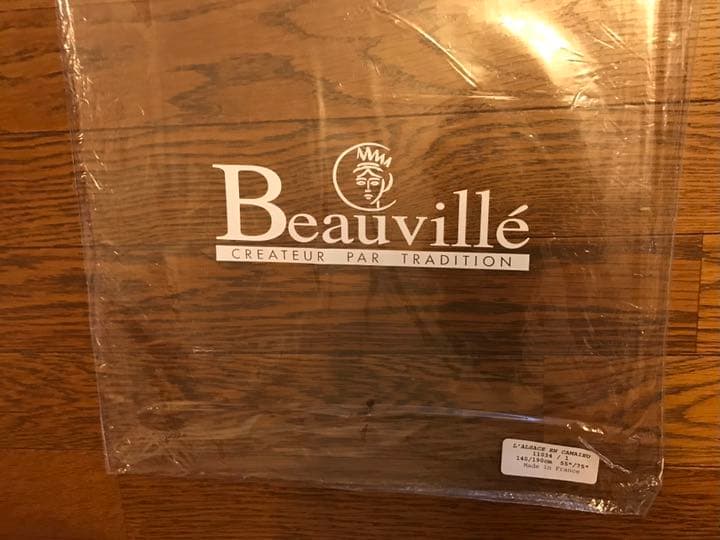 Beauvillé
CREATEUR PAR TRADITION
L'ALSACE EN CAMAIEU
11034 / 1
140/190cm 55"/75"
Made in France